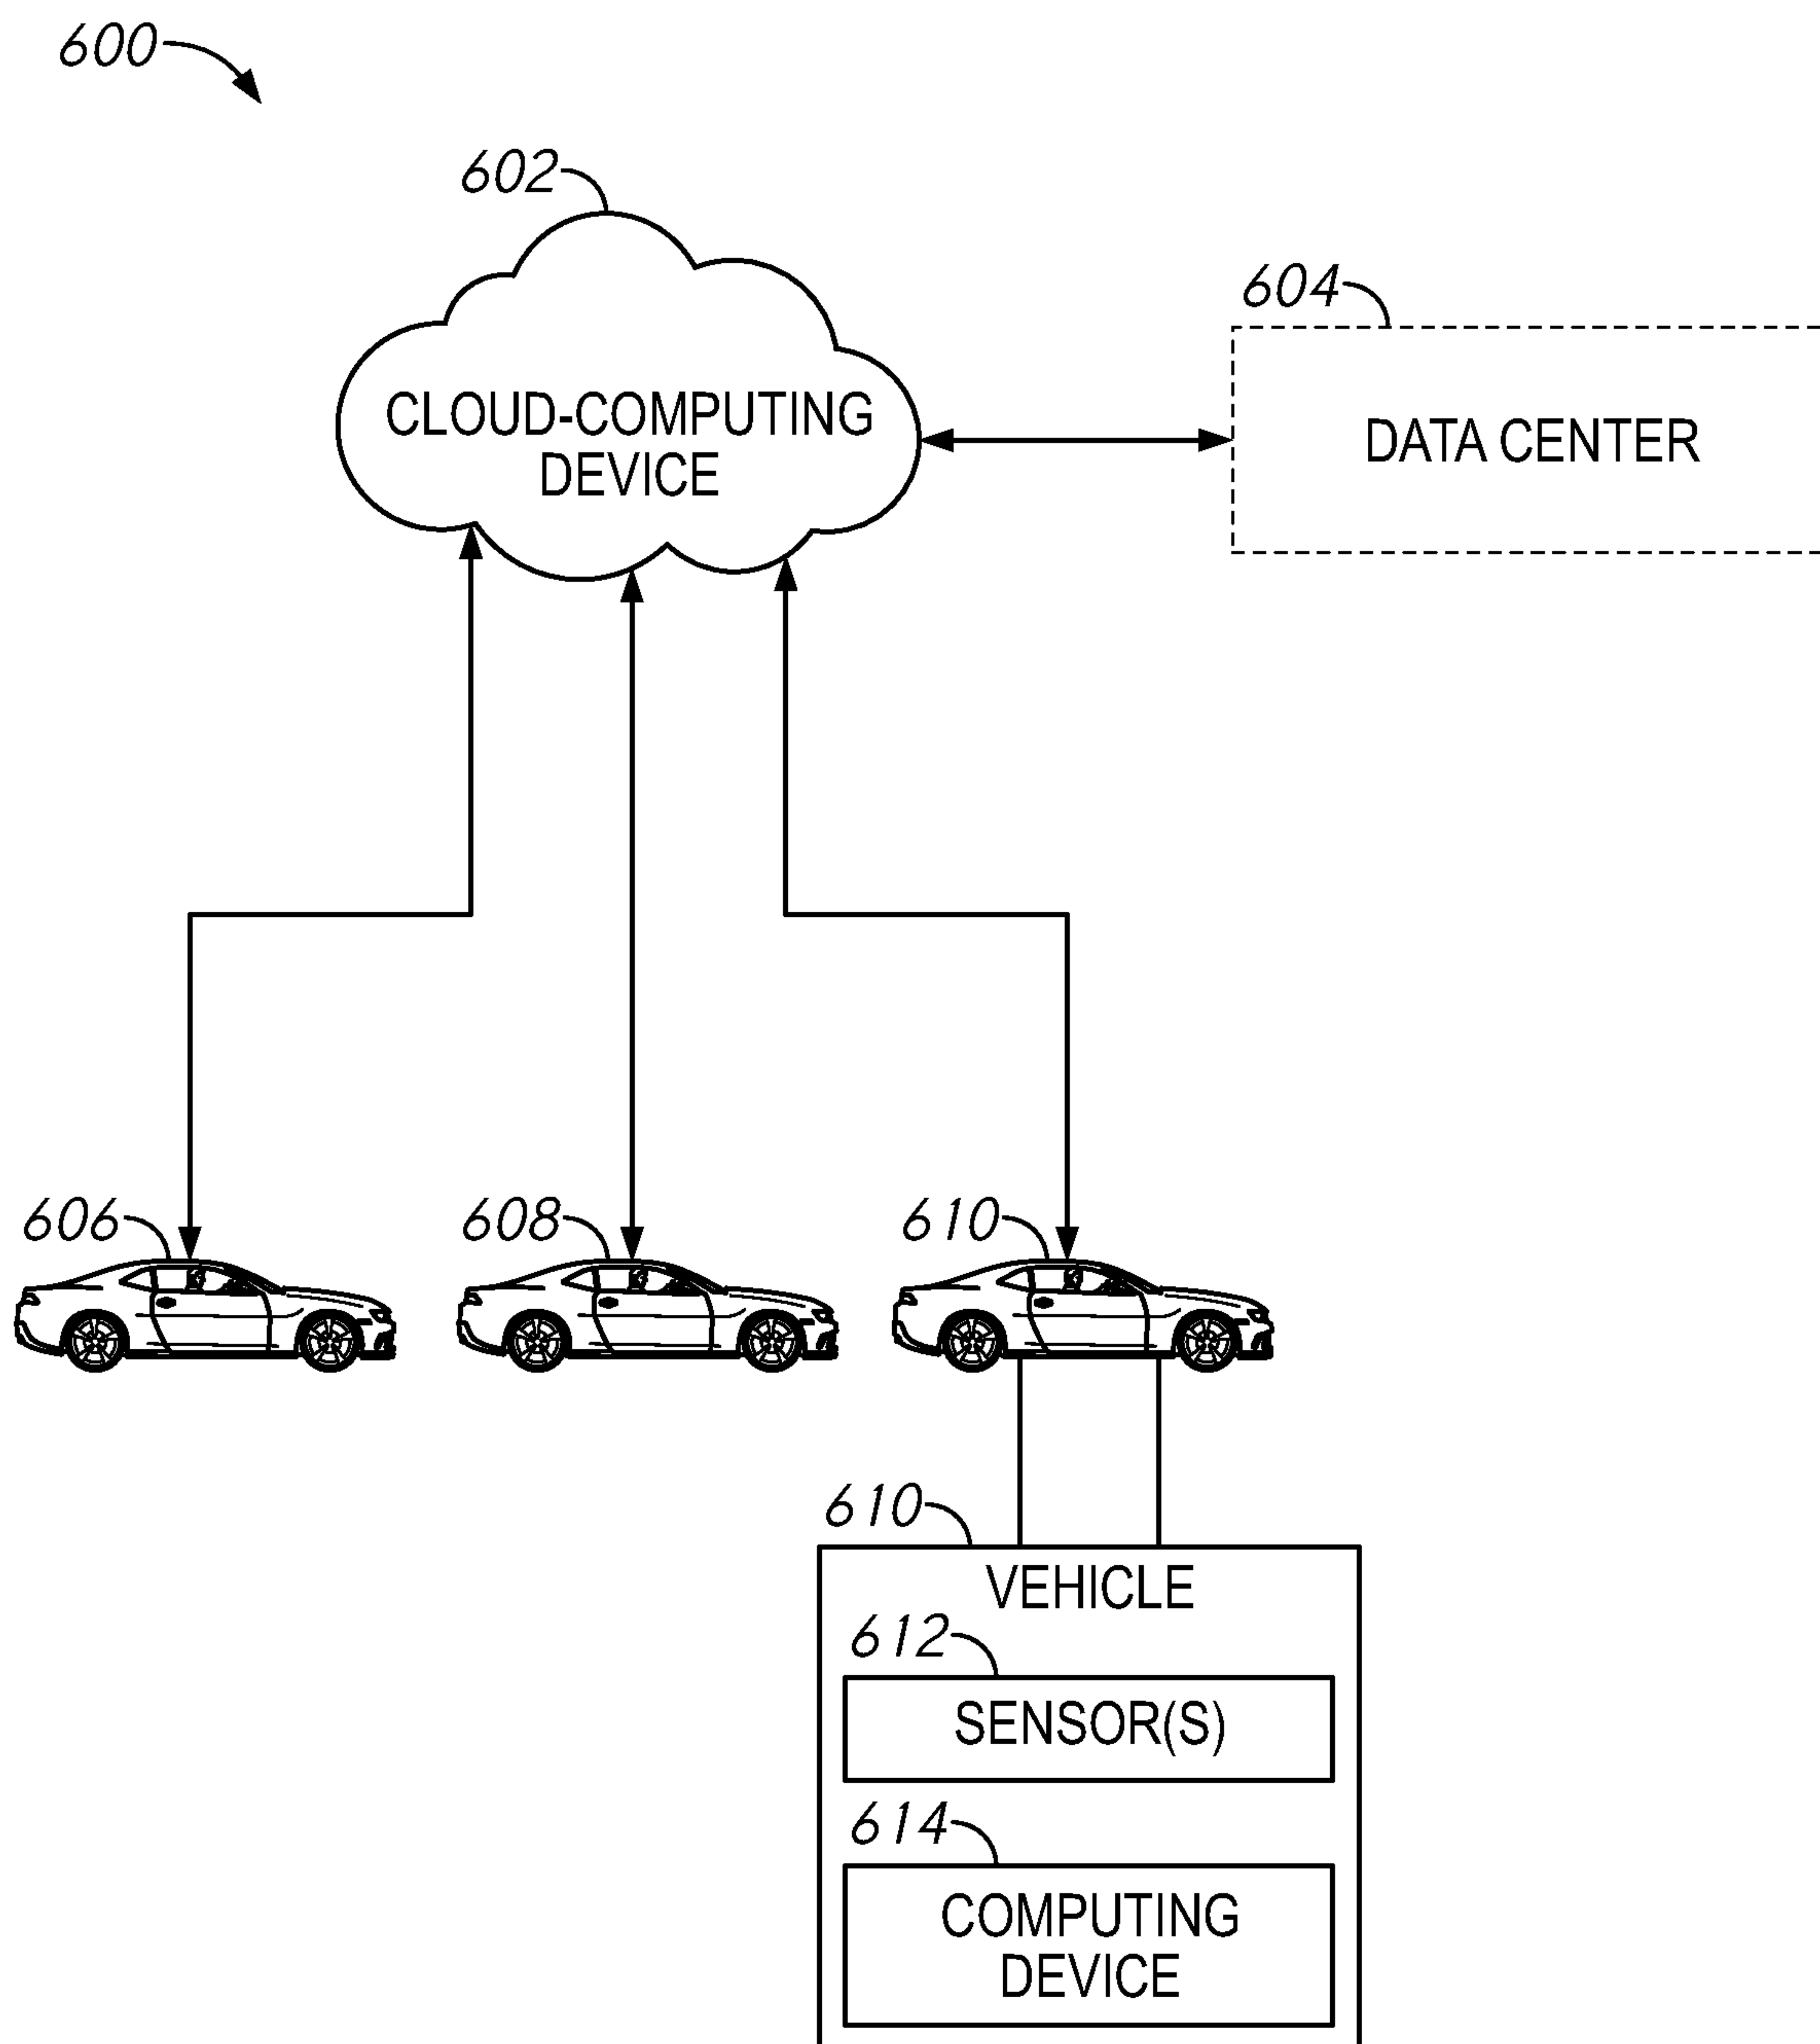 600
602
604
CLOUD-COMPUTING
DEVICE
DATA CENTER
606
608
610
610
VEHICLE
612
SENSOR(S)
614
COMPUTING
DEVICE